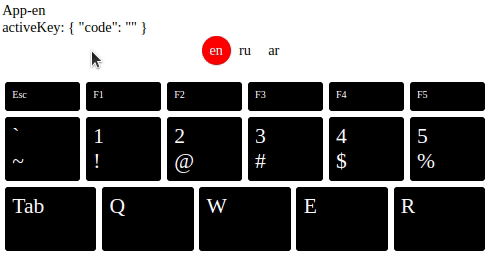 App-en
activeKey: { "code": "" }
en ru ar
Esc F1 F2 F3 F4 F5
` 1 2 3 4 5
~ ! @ # $ %
Tab Q W E R